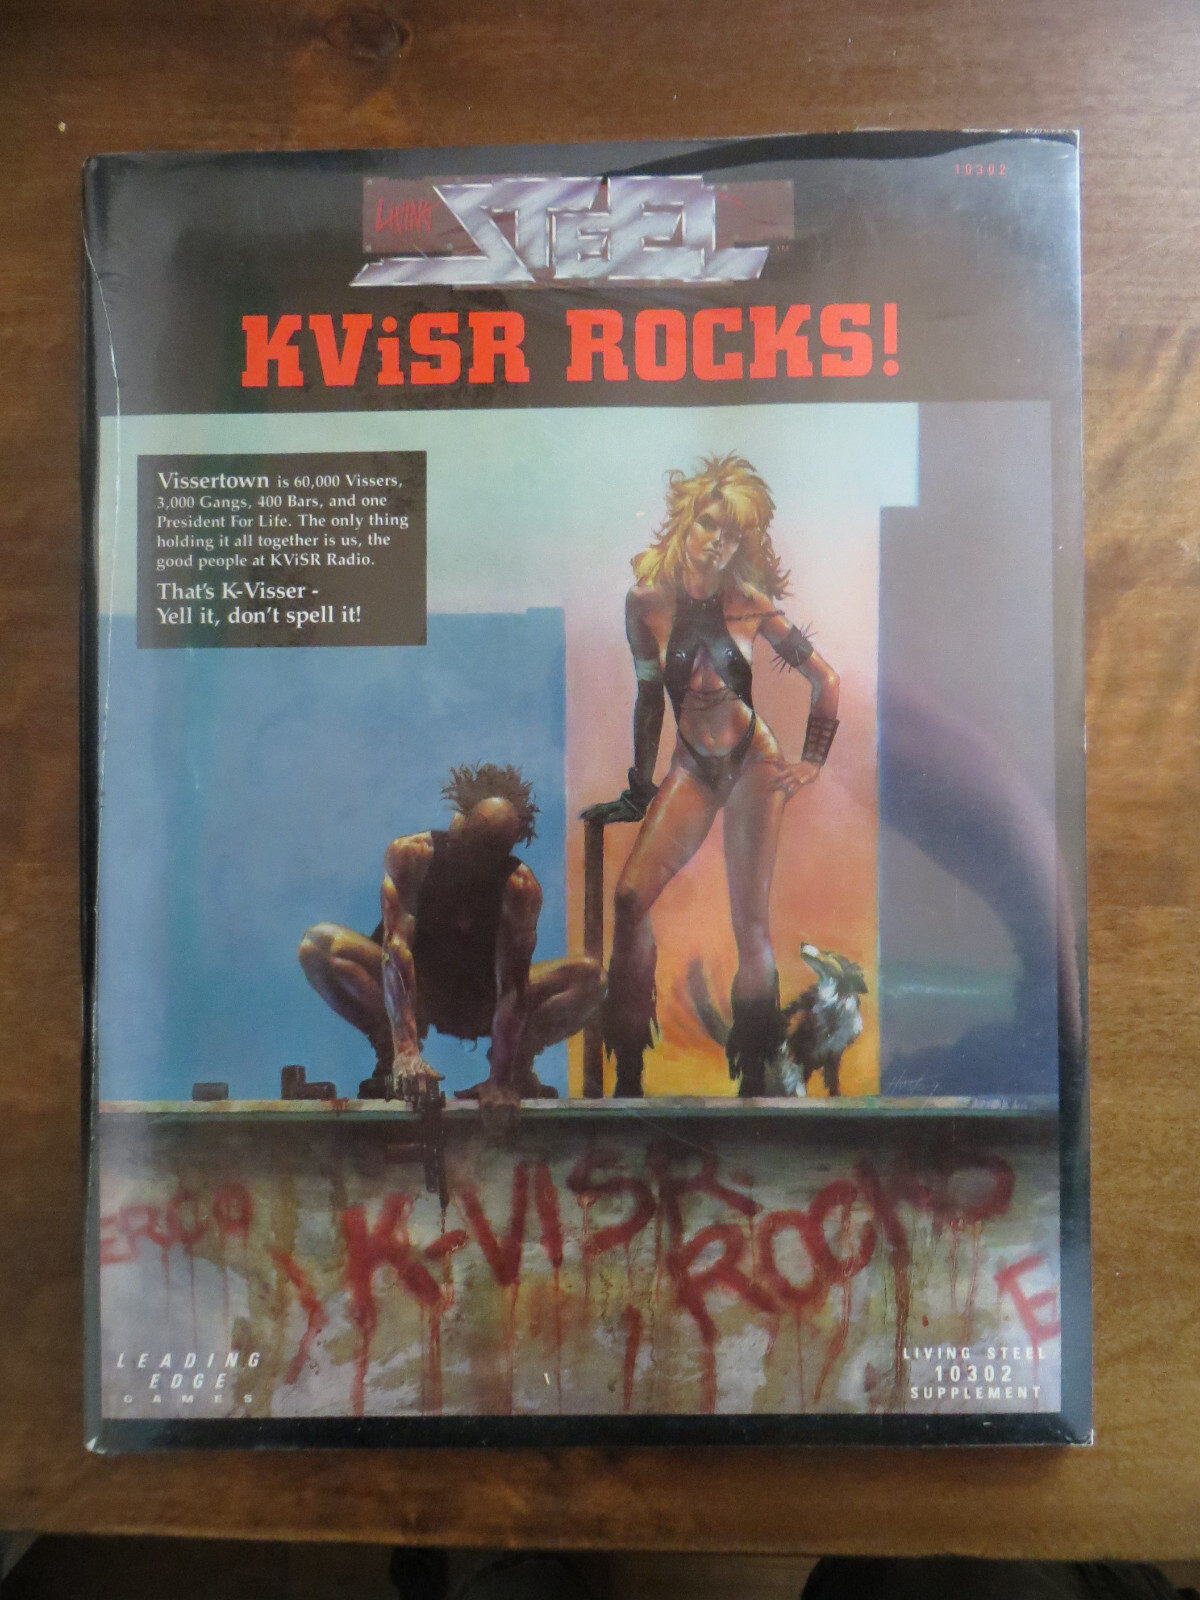 10302
LIVING STEEL
KViSR ROCKS!
Vissertown is 60,000 Vissers,
3,000 Gangs, 400 Bars, and one
President For Life. The only thing
holding it all together is us, the
good people at KViSR Radio.
That's K-Visser -
Yell it, don't spell it!
ERCO
K-VISR
ROCKS
E
LEADING
EDGE
GAMES
LIVING STEEL
10302
SUPPLEMENT